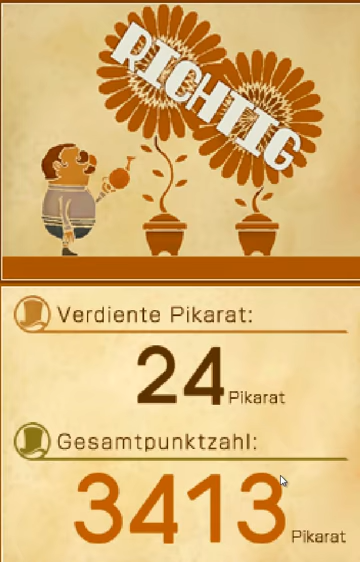 RICHTIG
Verdiente Pikarat:
24 Pikarat
Gesamtpunktzahl:
3413 Pikarat